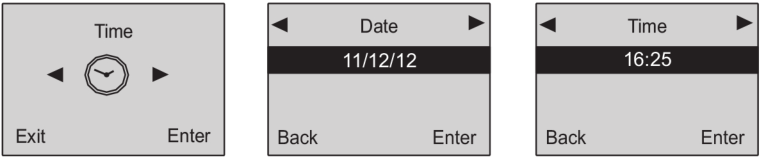 Time
Exit Enter
Date
11/12/12
Back Enter
Time
16:25
Back Enter